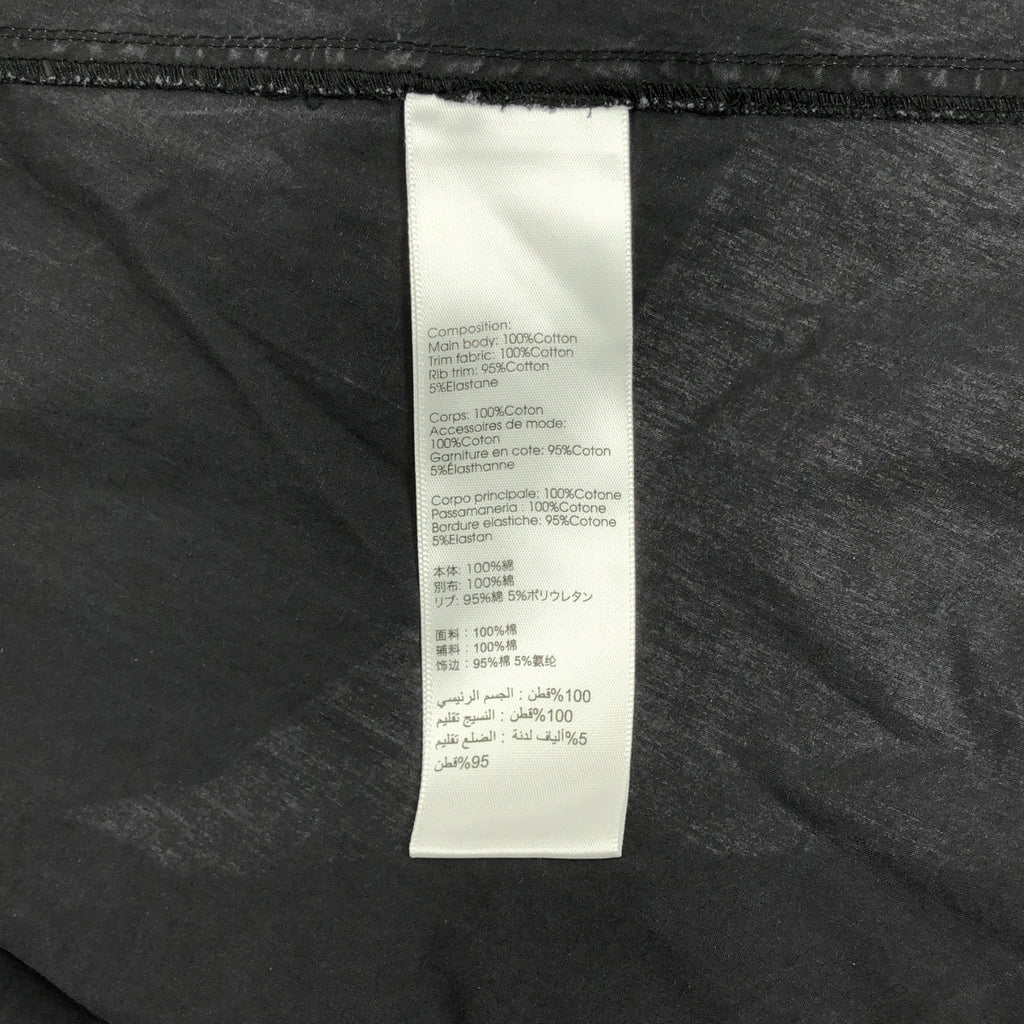 Composition:
Main body: 100%Cotton
Trim fabric: 100%Cotton
Rib trim: 95%Cotton
5%Elastane
Corps: 100%Coton
Accessoires de mode:
100%Coton
Garniture en cote: 95%Coton
5%Élasthanne
Corpo principale: 100%Cotone
Passamaneria : 100%Cotone
Bordure elastiche: 95%Cotone
5%Elastan
本体: 100%綿
別布: 100%綿
リブ: 95%綿 5%ポリウレタン
面料：100%棉
辅料：100%棉
饰边：95%棉 5%氨纶
100%قطن : الجسم الرئيسي
100%قطن : النسيج تقليم
5%ألياف لدنة : الضلع تقليم
95%قطن